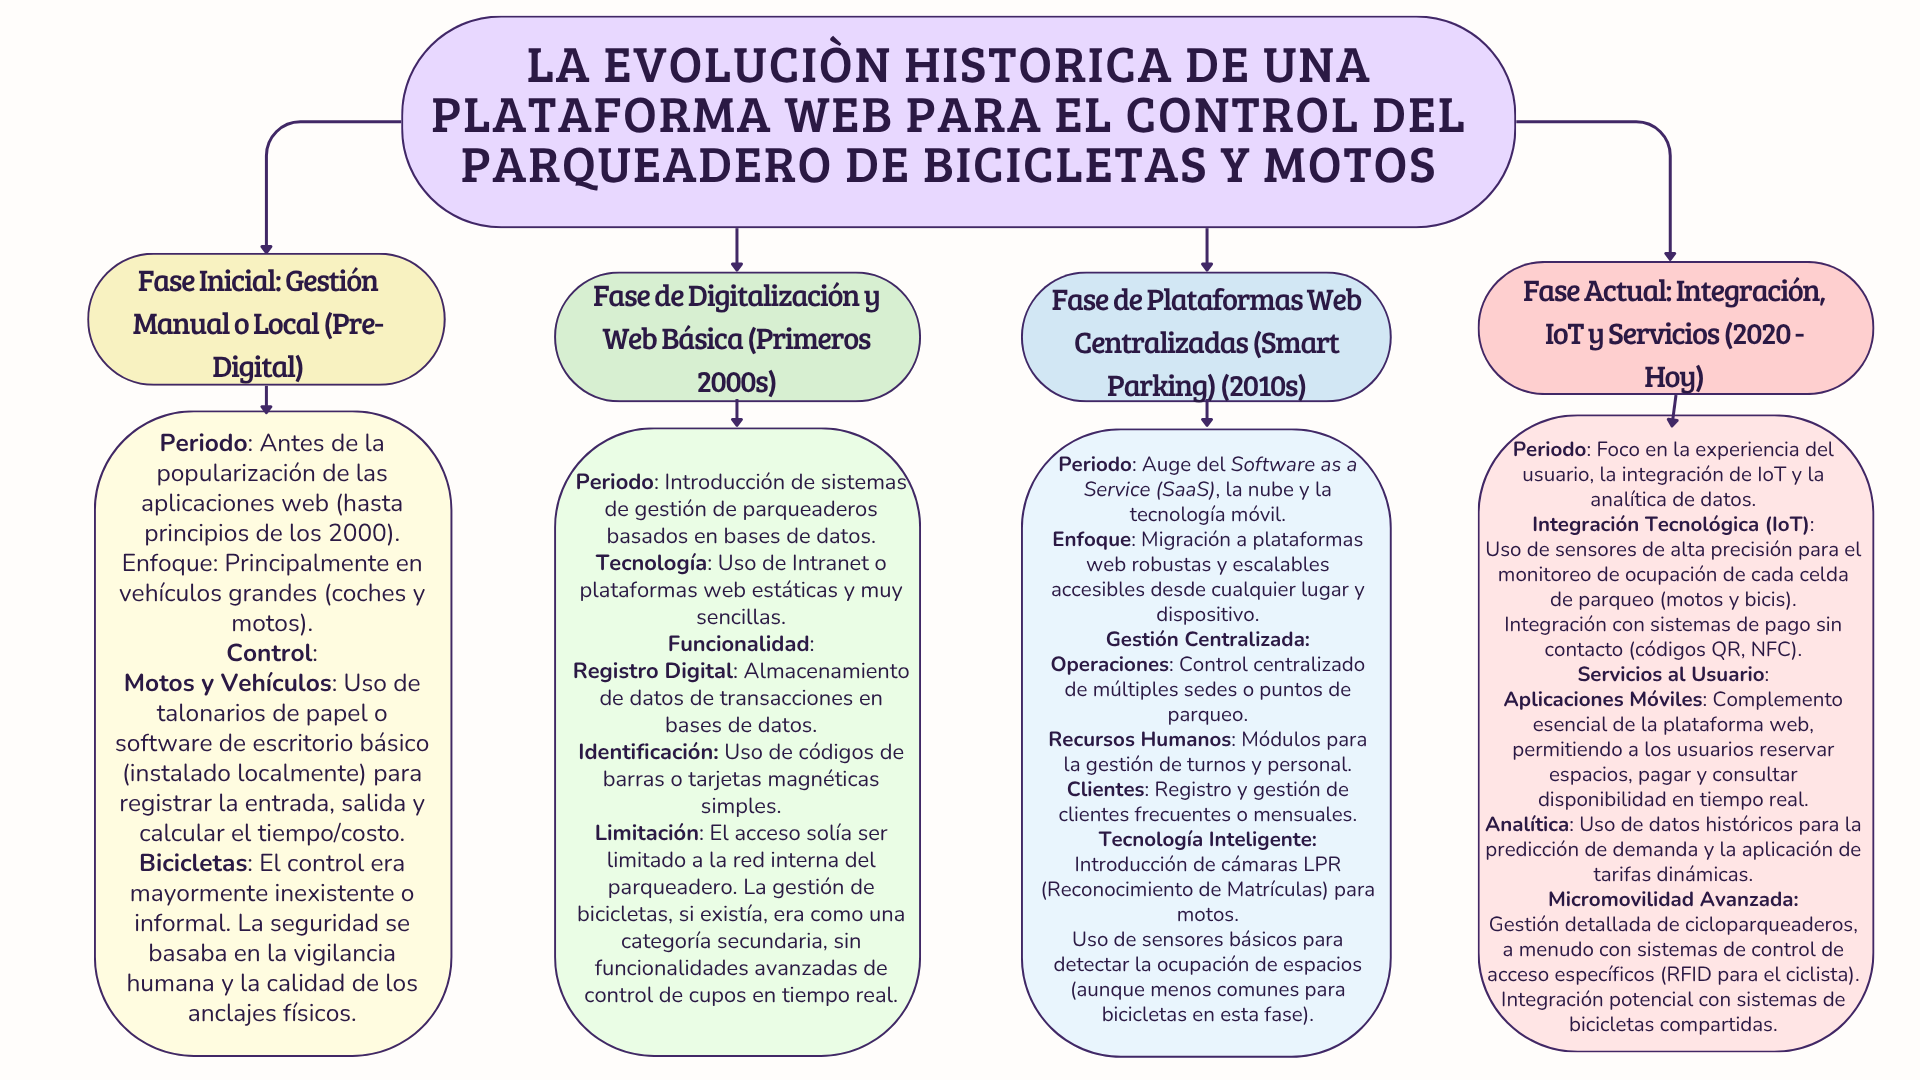 LA EVOLUCIÒN HISTORICA DE UNA
PLATAFORMA WEB PARA EL CONTROL DEL
PARQUEADERO DE BICICLETAS Y MOTOS
Fase Inicial: Gestión
Manual o Local (Pre-
Digital)
Periodo: Antes de la
popularización de las
aplicaciones web (hasta
principios de los 2000).
Enfoque: Principalmente en
vehículos grandes (coches y
motos).
Control:
Motos y Vehículos: Uso de
talonarios de papel o
software de escritorio básico
(instalado localmente) para
registrar la entrada, salida y
calcular el tiempo/costo.
Bicicletas: El control era
mayormente inexistente o
informal. La seguridad se
basaba en la vigilancia
humana y la calidad de los
anclajes físicos.
Fase de Digitalización y
Web Básica (Primeros
2000s)
Periodo: Introducción de sistemas
de gestión de parqueaderos
basados en bases de datos.
Tecnología: Uso de Intranet o
plataformas web estáticas y muy
sencillas.
Funcionalidad:
Registro Digital: Almacenamiento
de datos de transacciones en
bases de datos.
Identificación: Uso de códigos de
barras o tarjetas magnéticas
simples.
Limitación: El acceso solía ser
limitado a la red interna del
parqueadero. La gestión de
bicicletas, si existía, era como una
categoría secundaria, sin
funcionalidades avanzadas de
control de cupos en tiempo real.
Fase de Plataformas Web
Centralizadas (Smart
Parking) (2010s)
Periodo: Auge del Software as a
Service (SaaS), la nube y la
tecnología móvil.
Enfoque: Migración a plataformas
web robustas y escalables
accesibles desde cualquier lugar y
dispositivo.
Gestión Centralizada:
Operaciones: Control centralizado
de múltiples sedes o puntos de
parqueo.
Recursos Humanos: Módulos para
la gestión de turnos y personal.
Clientes: Registro y gestión de
clientes frecuentes o mensuales.
Tecnología Inteligente:
Introducción de cámaras LPR
(Reconocimiento de Matrículas) para
motos.
Uso de sensores básicos para
detectar la ocupación de espacios
(aunque menos comunes para
bicicletas en esta fase).
Fase Actual: Integración,
IoT y Servicios (2020 -
Hoy)
Periodo: Foco en la experiencia del
usuario, la integración de IoT y la
analítica de datos.
Integración Tecnológica (IoT):
Uso de sensores de alta precisión para el
monitoreo de ocupación de cada celda
de parqueo (motos y bicis).
Integración con sistemas de pago sin
contacto (códigos QR, NFC).
Servicios al Usuario:
Aplicaciones Móviles: Complemento
esencial de la plataforma web,
permitiendo a los usuarios reservar
espacios, pagar y consultar
disponibilidad en tiempo real.
Analítica: Uso de datos históricos para la
predicción de demanda y la aplicación de
tarifas dinámicas.
Micromovilidad Avanzada:
Gestión detallada de cicloparqueaderos,
a menudo con sistemas de control de
acceso específicos (RFID para el ciclista).
Integración potencial con sistemas de
bicicletas compartidas.